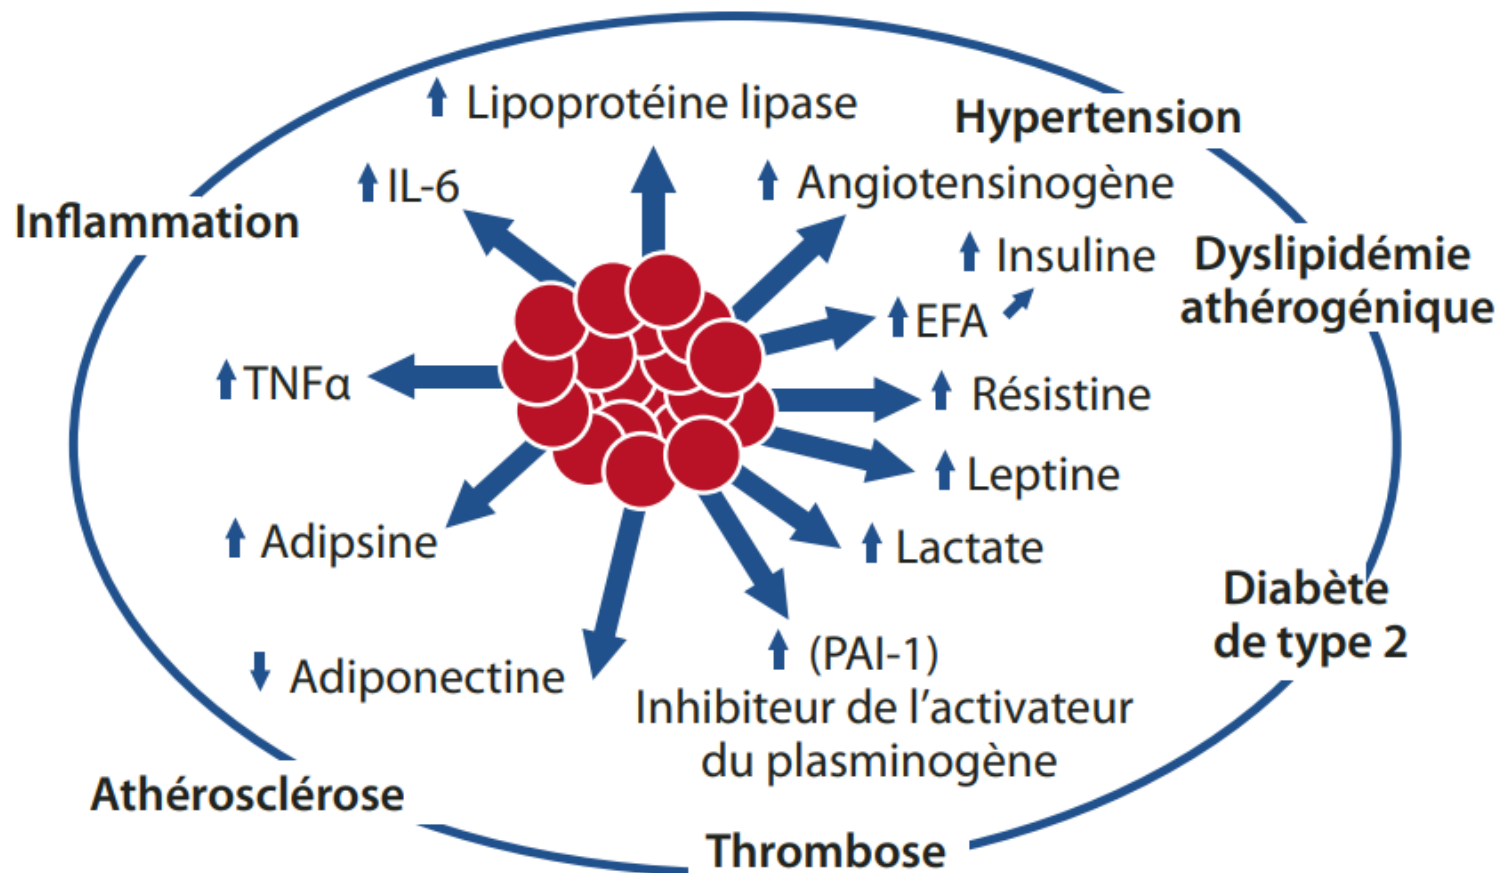 Lipoprotéine lipase
Hypertension
IL-6
Angiotensinogène
Inflammation
Insuline
Dyslipidémie
athérogénique
EFA
TNFα
Résistine
Leptine
Adipsine
Lactate
Diabète
de type 2
Adiponectine
(PAI-1)
Inhibiteur de l’activateur
du plasminogène
Athérosclérose
Thrombose